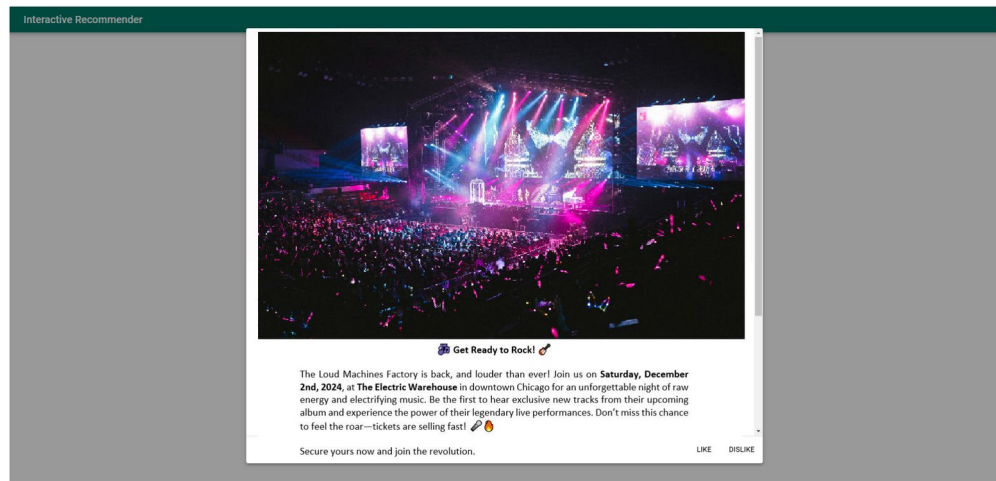 Interactive Recommender
Get Ready to Rock!
The Loud Machines Factory is back, and louder than ever! Join us on Saturday, December
2nd, 2024, at The Electric Warehouse in downtown Chicago for an unforgettable night of raw
energy and electrifying music. Be the first to hear exclusive new tracks from their upcoming
album and experience the power of their legendary live performances. Don't miss this chance
to feel the roar—tickets are selling fast!
Secure yours now and join the revolution.
LIKE DISLIKE